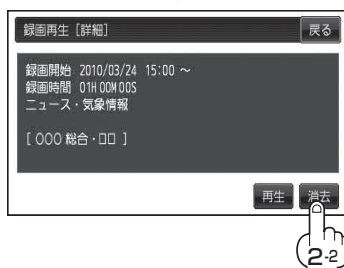 録画再生 [詳細]
戻る
録画開始 2010/03/24 15:00 ～
録画時間 01H 00M 00S
ニュース・気象情報
[ ○○○ 総合・□□ ]
再生 消去
2-2